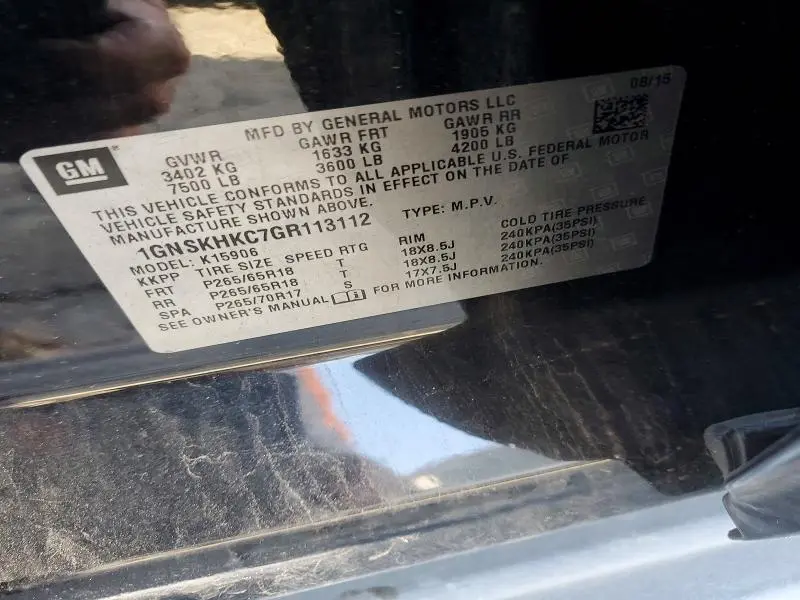 GM
08/15
MFD BY GENERAL MOTORS LLC
GVWR GAWR FRT GAWR RR
3402 KG 1633 KG 1905 KG
7500 LB 3600 LB 4200 LB
THIS VEHICLE CONFORMS TO ALL APPLICABLE U.S. FEDERAL MOTOR
VEHICLE SAFETY STANDARDS IN EFFECT ON THE DATE OF
MANUFACTURE SHOWN ABOVE.
1GNSKHKC7GR113112 TYPE: M.P.V.
MODEL: K15906
KKPP TIRE SIZE SPEED RTG RIM COLD TIRE PRESSURE
FRT P265/65R18 T 18X8.5J 240KPA(35PSI)
RR P265/65R18 T 18X8.5J 240KPA(35PSI)
SPA P265/70R17 S 17X7.5J 240KPA(35PSI)
SEE OWNER'S MANUAL FOR MORE INFORMATION.